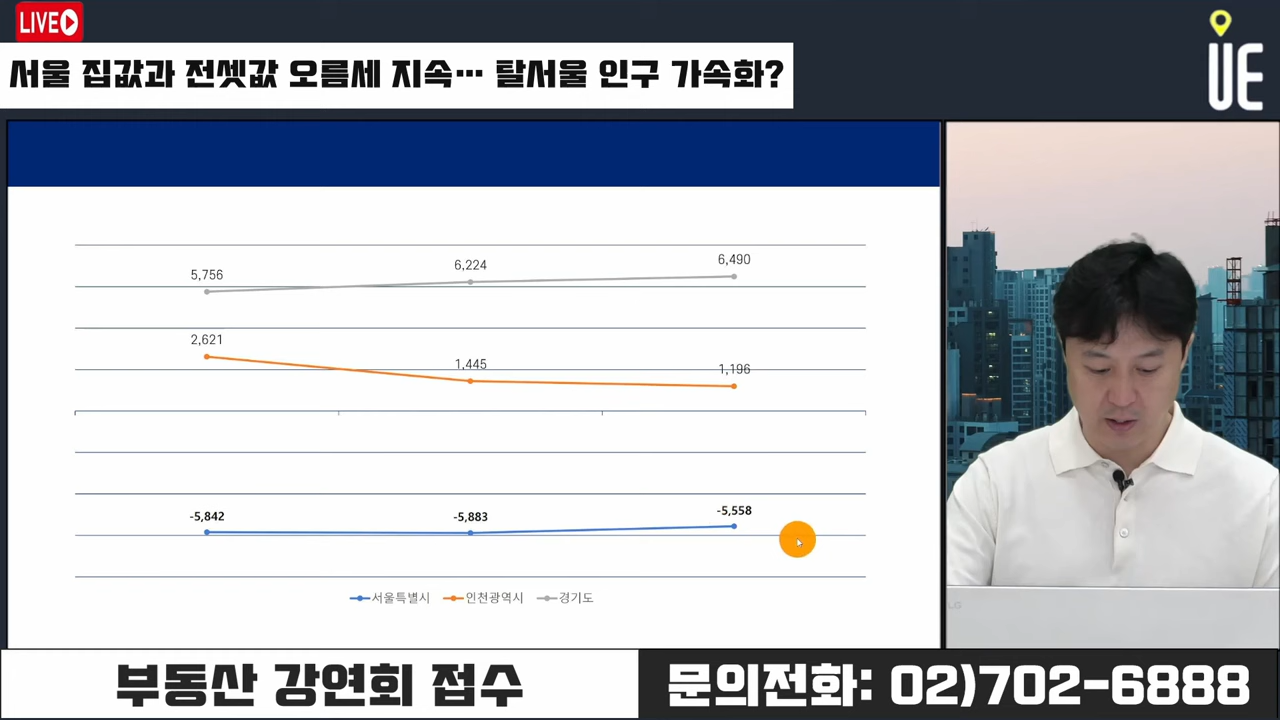 LIVE
UE
서울 집값과 전셋값 오름세 지속… 탈서울 인구 가속화?
5,756
6,224
6,490
2,621
1,445
1,196
-5,842
-5,883
-5,558
서울특별시 인천광역시 경기도
부동산 강연회 접수
문의전화: 02)702-6888